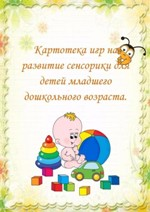 Картотека игр на
развитие сенсорики для
детей младшего
дошкольного возраста.